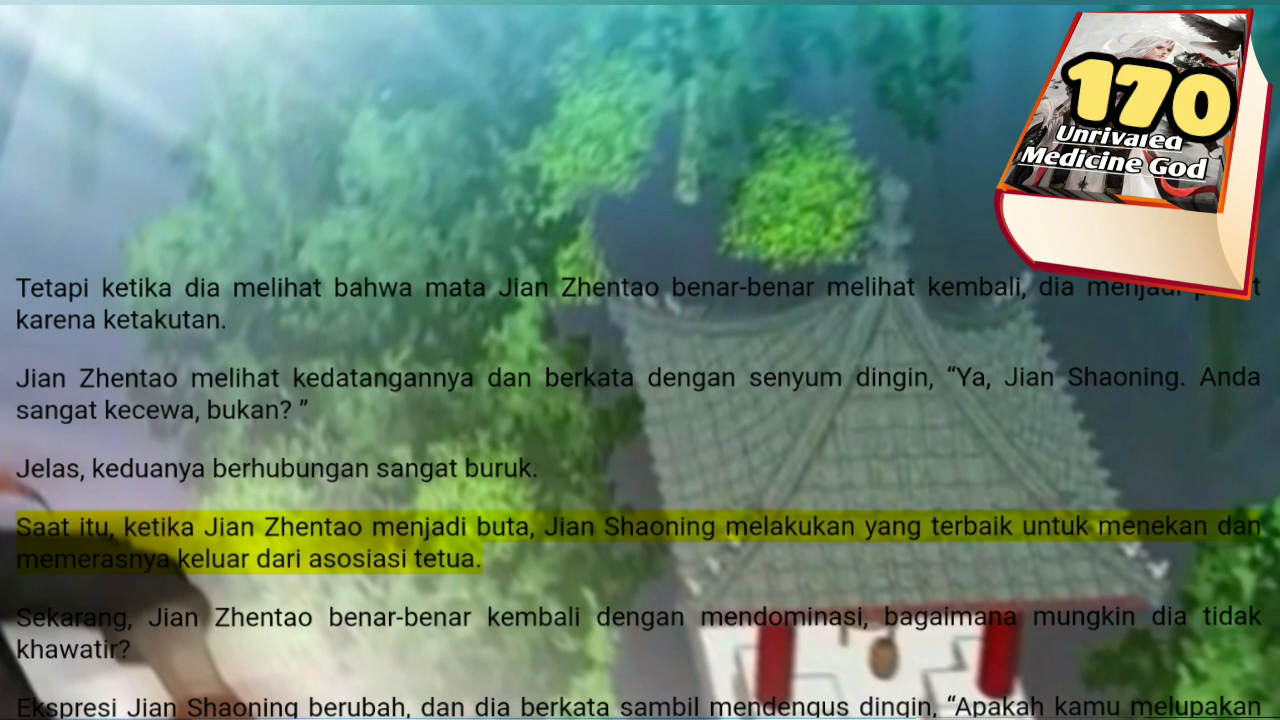 170
Unrivaled
Medicine God
Tetapi ketika dia melihat bahwa mata Jian Zhentao benar-benar melihat kembali, dia menjadi
karena ketakutan.
Jian Zhentao melihat kedatangannya dan berkata dengan senyum dingin, “Ya, Jian Shaoning. Anda
sangat kecewa, bukan? ”
Jelas, keduanya berhubungan sangat buruk.
Saat itu, ketika Jian Zhentao menjadi buta, Jian Shaoning melakukan yang terbaik untuk menekan dan
memerasnya keluar dari asosiasi tetua.
Sekarang, Jian Zhentao benar-benar kembali dengan mendominasi, bagaimana mungkin dia tidak
khawatir?
Ekspresi Jian Shaoning berubah, dan dia berkata sambil mendengus dingin, “Apakah kamu melupakan